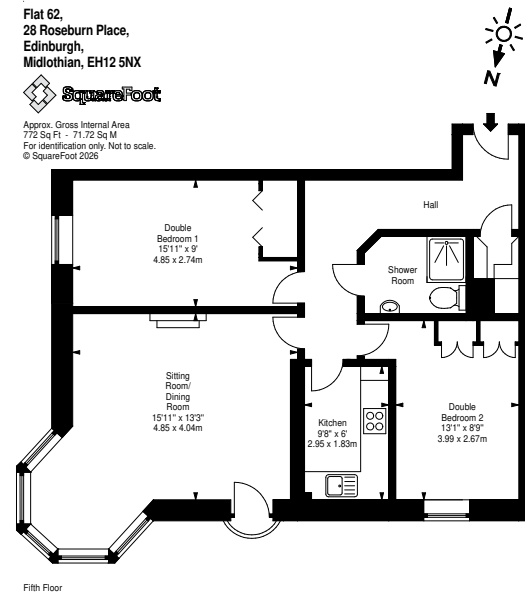 Flat 62,
28 Roseburn Place,
Edinburgh,
Midlothian, EH12 5NX
SquareFoot
Approx. Gross Internal Area
772 Sq Ft - 71.72 Sq M
For identification only. Not to scale.
© SquareFoot 2026
N
Hall
Double
Bedroom 1
15'11" x 9'
4.85 x 2.74m
Shower
Room
Sitting
Room/
Dining
Room
15'11" x 13'3"
4.85 x 4.04m
Kitchen
9'8" x 6'
2.95 x 1.83m
Double
Bedroom 2
13'1" x 8'9"
3.99 x 2.67m
Fifth Floor